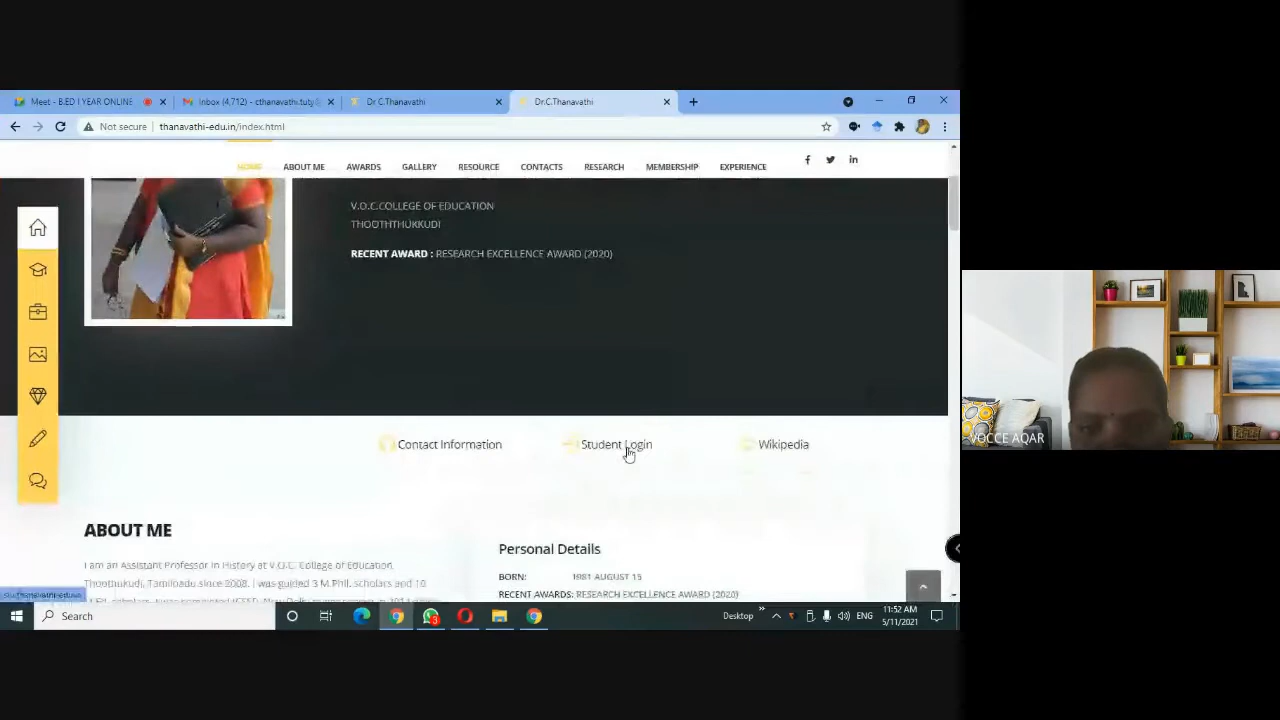 Meet - B.ED I YEAR ONLINE
Inbox (4,712) - cthanavathi.tuty@
Dr C.Thanavathi
Dr.C.Thanavathi
Not secure
thanavathi-edu.in/index.html
HOME
ABOUT ME
AWARDS
GALLERY
RESOURCE
CONTACTS
RESEARCH
MEMBERSHIP
EXPERIENCE
V.O.C.COLLEGE OF EDUCATION
THOOTHTHUKKUDI
RECENT AWARD : RESEARCH EXCELLENCE AWARD (2020)
Contact Information
Student Login
Wikipedia
ABOUT ME
I am an Assistant Professor in History at V.O.C. College of Education,
Thoothukudi, Tamilnadu since 2008. I was guided 3 M.Phil. scholars and 10
Personal Details
BORN: 1981 AUGUST 15
RECENT AWARDS: RESEARCH EXCELLENCE AWARD (2020)
VOCCE AQAR
Search
3
Desktop
ENG
11:52 AM
5/11/2021